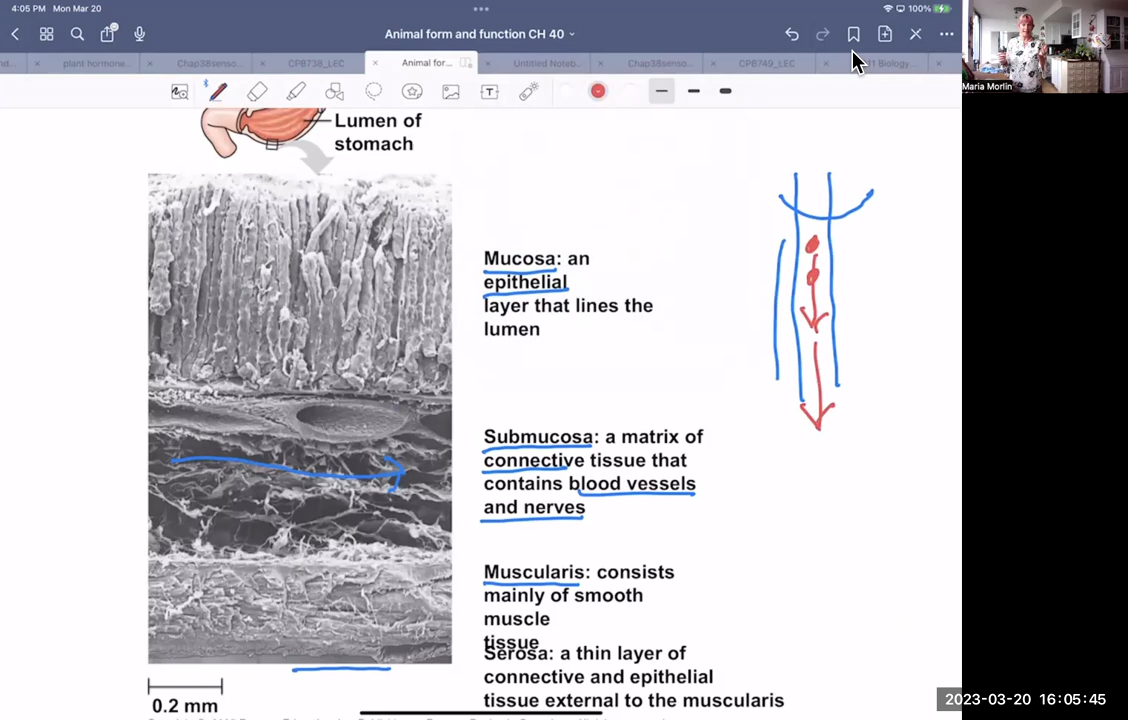 4:05 PM Mon Mar 20
100%
Animal form and function CH 40
plant hormone...
Chap38senso...
CPB738_LEC
Animal for...
Untitled Noteb...
Chap38senso...
CPB749_LEC
Biology...
Maria Morlin
Lumen of
stomach
Mucosa: an
epithelial
layer that lines the
lumen
Submucosa: a matrix of
connective tissue that
contains blood vessels
and nerves
Muscularis: consists
mainly of smooth
muscle
tissue
Serosa: a thin layer of
connective and epithelial
tissue external to the muscularis
0.2 mm
2023-03-20 16:05:45